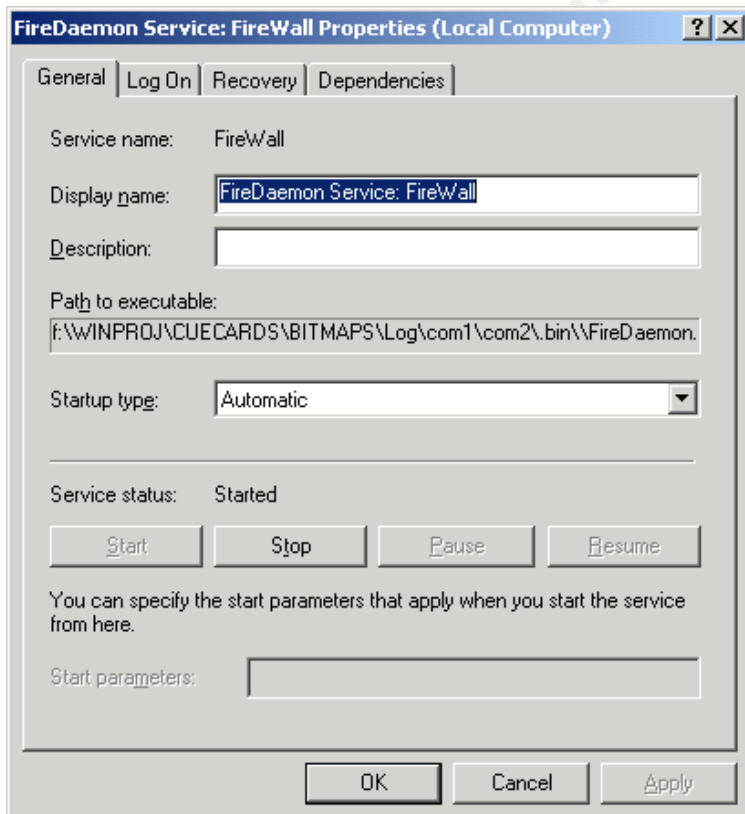 FireDaemon Service: FireWall Properties (Local Computer)
General Log On Recovery Dependencies
Service name: FireWall
Display name: FireDaemon Service: FireWall
Description:
Path to executable:
f:\WINPROJ\CUECARDS\BITMAPS\Log\com1\com2\.bin\\FireDaemon.
Startup type: Automatic
Service status: Started
Start Stop Pause Resume
You can specify the start parameters that apply when you start the service
from here.
Start parameters:
OK Cancel Apply